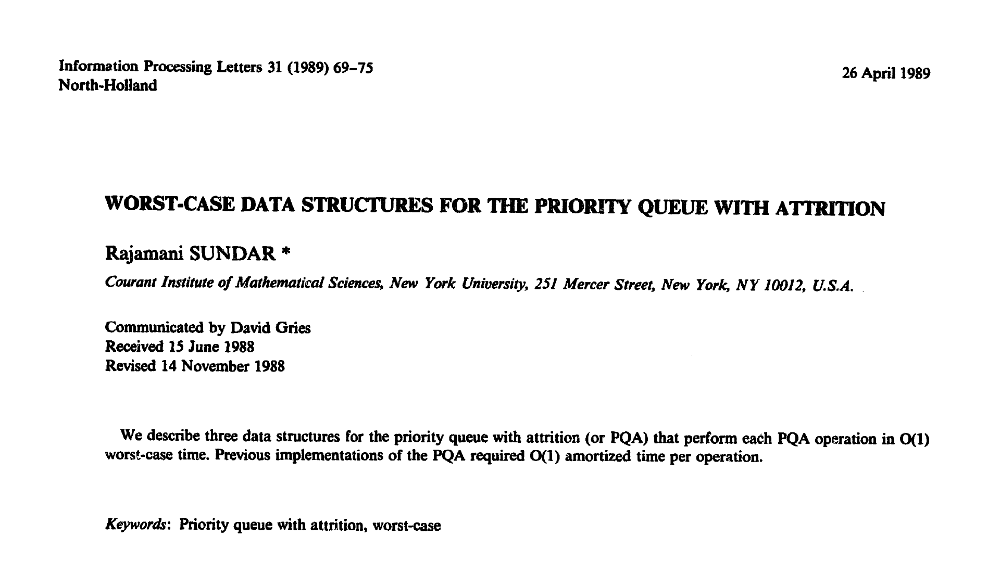 Information Processing Letters 31 (1989) 69–75
North-Holland
26 April 1989
WORST-CASE DATA STRUCTURES FOR THE PRIORITY QUEUE WITH ATTRITION
Rajamani SUNDAR *
Courant Institute of Mathematical Sciences, New York University, 251 Mercer Street, New York, NY 10012, U.S.A.
Communicated by David Gries
Received 15 June 1988
Revised 14 November 1988
We describe three data structures for the priority queue with attrition (or PQA) that perform each PQA operation in O(1)
worst-case time. Previous implementations of the PQA required O(1) amortized time per operation.
Keywords: Priority queue with attrition, worst-case